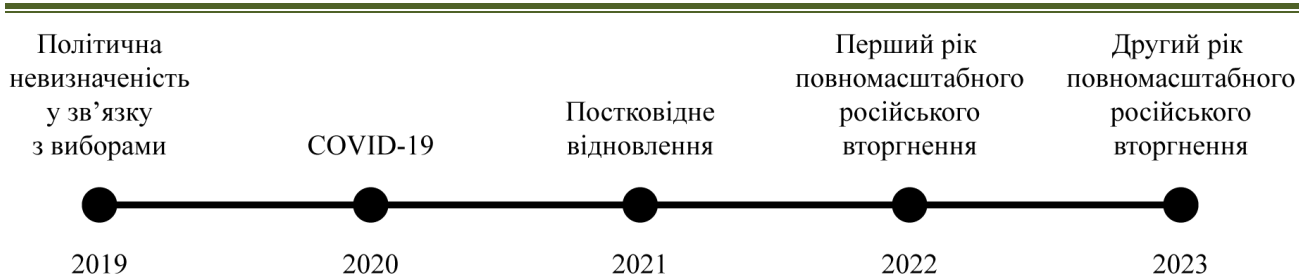 Політична
невизначеність
у зв’язку
з виборами
COVID-19
Постковідне
відновлення
Перший рік
повномасштабного
російського
вторгнення
Другий рік
повномасштабного
російського
вторгнення
2019
2020
2021
2022
2023